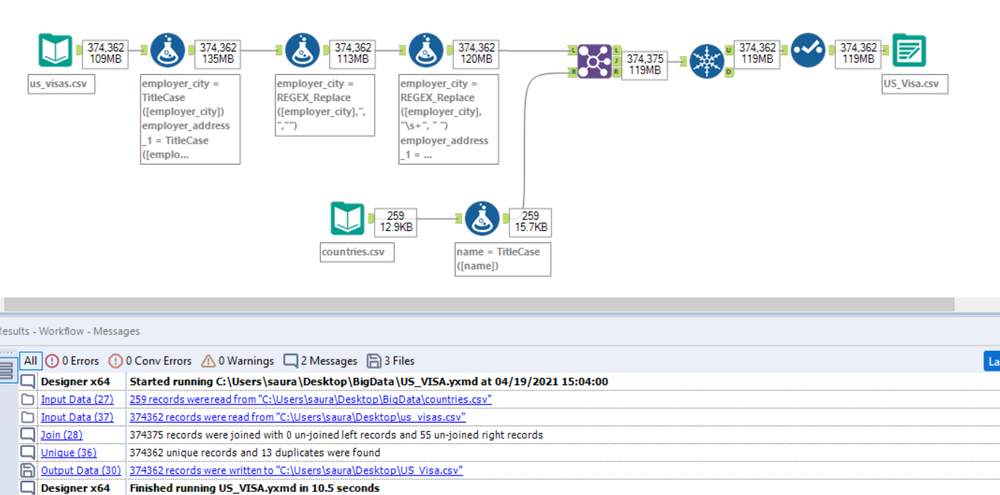 374,362
109MB
374,362
135MB
374,362
113MB
374,362
120MB
L
J
R
L
R
374,375
119MB
U
D
374,362
119MB
374,362
119MB
us_visas.csv
employer_city =
TitleCase
([employer_city])
employer_address
_1 = TitleCase
([emplo...
employer_city =
REGEX_Replace
([employer_city],",
","")
employer_city =
REGEX_Replace
([employer_city],
"\s+", " ")
employer_address
_1 = ...
US_Visa.csv
259
12.9KB
259
15.7KB
countries.csv
name = TitleCase
([name])
Results - Workflow - Messages
All 0 Errors 0 Conv Errors 0 Warnings 2 Messages 3 Files La
Designer x64 Started running C:\Users\saura\Desktop\BigData\US_VISA.yxmd at 04/19/2021 15:04:00
Input Data (27) 259 records were read from "C:\Users\saura\Desktop\BigData\countries.csv"
Input Data (37) 374362 records were read from "C:\Users\saura\Desktop\us_visas.csv"
Join (28) 374375 records were joined with 0 un-joined left records and 55 un-joined right records
Unique (36) 374362 unique records and 13 duplicates were found
Output Data (30) 374362 records were written to "C:\Users\saura\Desktop\US_Visa.csv"
Designer x64 Finished running US_VISA.yxmd in 10.5 seconds